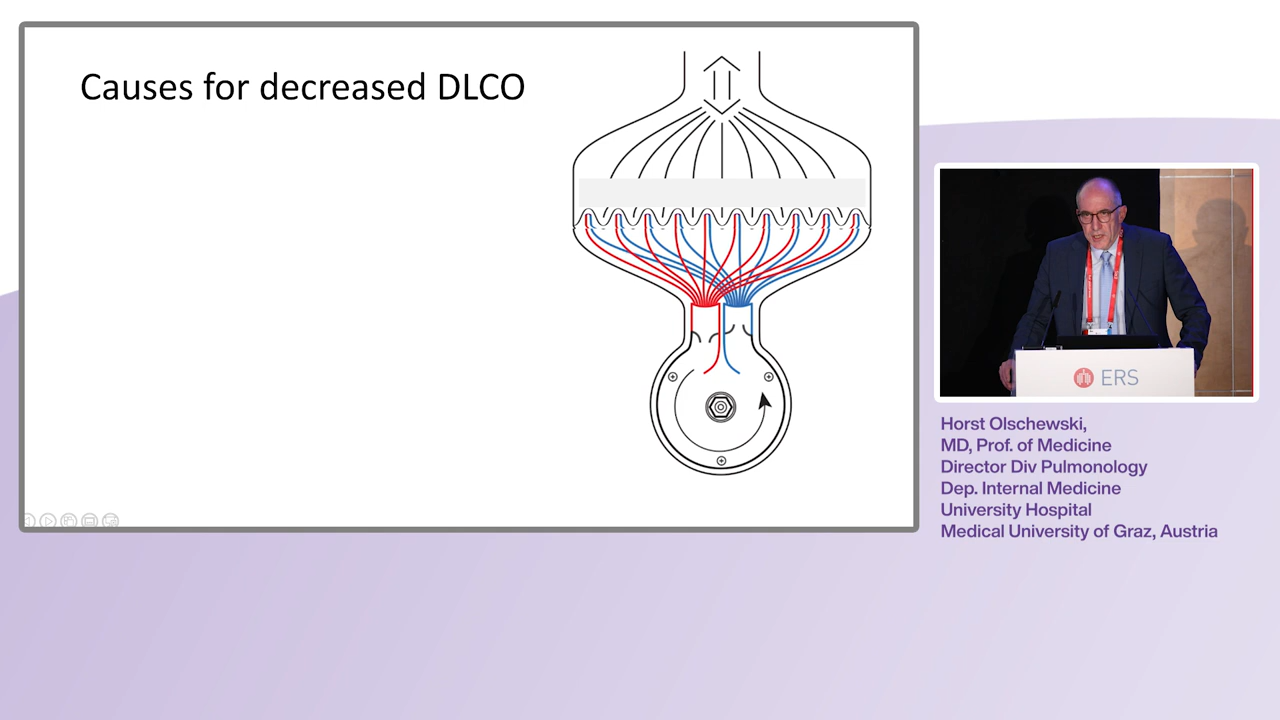 Causes for decreased DLCO
ERS
Horst Olschewski,
MD, Prof. of Medicine
Director Div Pulmonology
Dep. Internal Medicine
University Hospital
Medical University of Graz, Austria